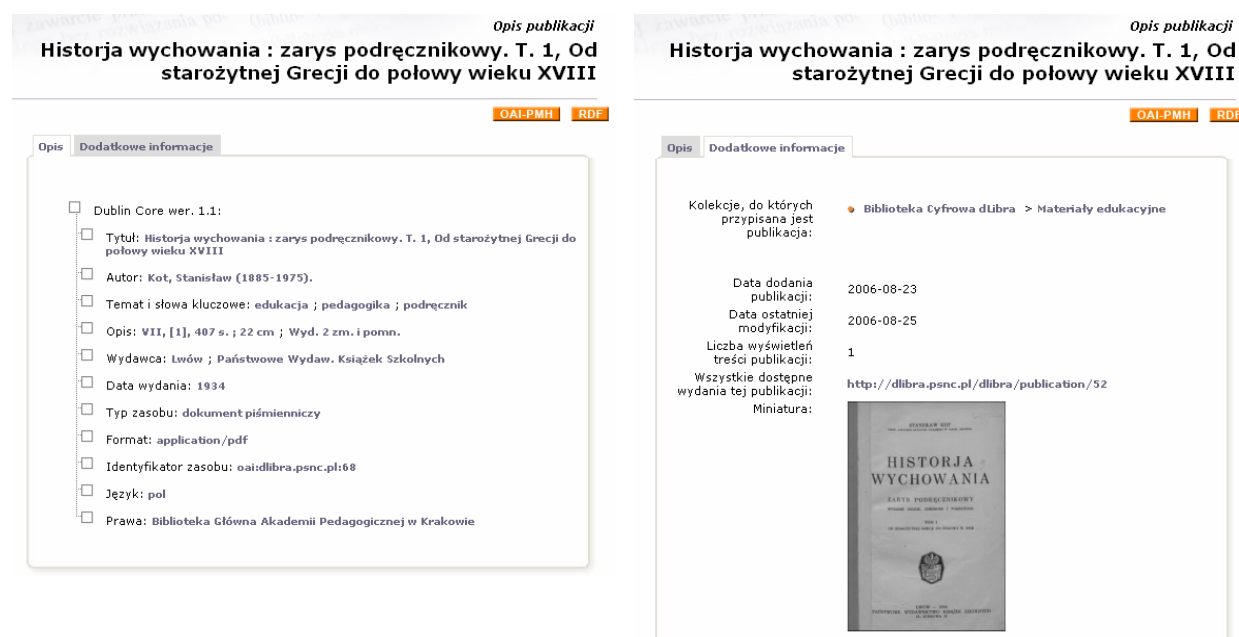 Opis publikacji
Historja wychowania : zarys podręcznikowy. T. 1, Od
starożytnej Grecji do połowy wieku XVIII
OAI-PMH RDF
Opis Dodatkowe informacje
Dublin Core wer. 1.1:
Tytuł: Historja wychowania : zarys podręcznikowy. T. 1, Od starożytnej Grecji do
połowy wieku XVIII
Autor: Kot, Stanisław (1885-1975).
Temat i słowa kluczowe: edukacja ; pedagogika ; podręcznik
Opis: VII, [1], 407 s. ; 22 cm ; Wyd. 2 zm. i pomn.
Wydawca: Lwów ; Państwowe Wydaw. Książek Szkolnych
Data wydania: 1934
Typ zasobu: dokument piśmienniczy
Format: application/pdf
Identyfikator zasobu: oai:dlibra.psnc.pl:68
Język: pol
Prawa: Biblioteka Główna Akademii Pedagogicznej w Krakowie
Opis publikacji
Historja wychowania : zarys podręcznikowy. T. 1, Od
starożytnej Grecji do połowy wieku XVIII
OAI-PMH RDF
Opis Dodatkowe informacje
Kolekcje, do których
przypisana jest
publikacja:
Biblioteka Cyfrowa dLibra > Materiały edukacyjne
Data dodania
publikacji:
2006-08-23
Data ostatniej
modyfikacji:
2006-08-25
Liczba wyświetleń
treści publikacji:
1
Wszystkie dostępne
wydania tej publikacji:
http://dlibra.psnc.pl/dlibra/publication/52
Miniatura:
STANISŁAW KOT
HISTORJA
WYCHOWANIA
ZARYS PODRĘCZNIKOWY
TOM I
LWÓW
PAŃSTWOWE WYDAWNICTWO KSIĄŻEK SZKOLNYCH